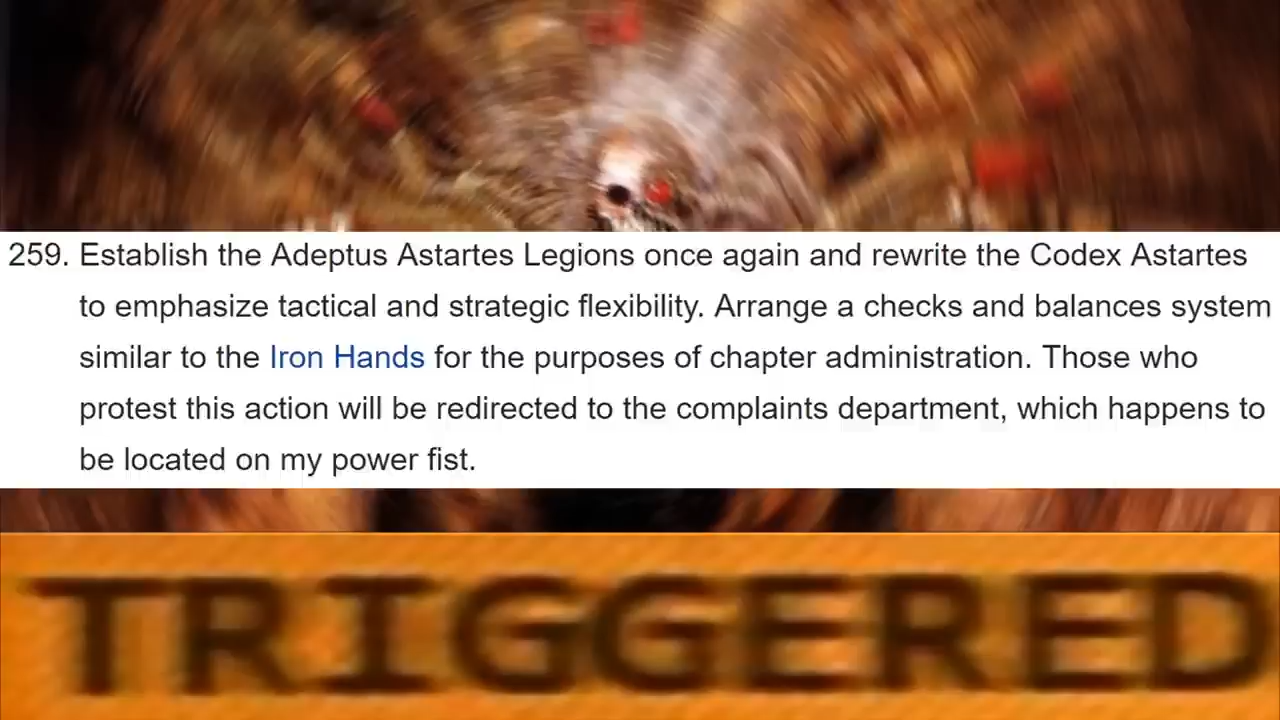 259. Establish the Adeptus Astartes Legions once again and rewrite the Codex Astartes
to emphasize tactical and strategic flexibility. Arrange a checks and balances system
similar to the Iron Hands for the purposes of chapter administration. Those who
protest this action will be redirected to the complaints department, which happens to
be located on my power fist.
TRIGGERED